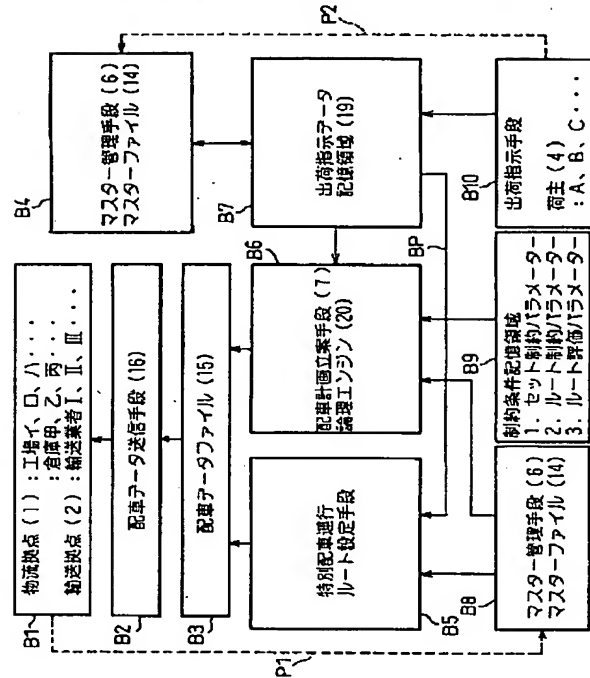 B1
物流拠点(1):工場イ、ロ、ハ・・・
:倉庫甲、乙、丙・・・
輸送拠点(2):輸送業者Ⅰ、Ⅱ、Ⅲ・・・
B2
配車データ送信手段(16)
B3
配車データファイル(15)
B4
マスター管理手段(6)
マスターファイル(14)
B5
特別配車運行
ルート設定手段
B6
配車計画立案手段(7)
論理エンジン(20)
B7
出荷指示データ
記憶領域(19)
BP
B8
マスター管理手段(6)
マスターファイル(14)
B9
制約条件記憶領域
1. セット制約パラメーター
2. ルート制約パラメーター
3. ルート評価パラメーター
B10
出荷指示手段
荷主(4)
:A、B、C・・・
P1
P2